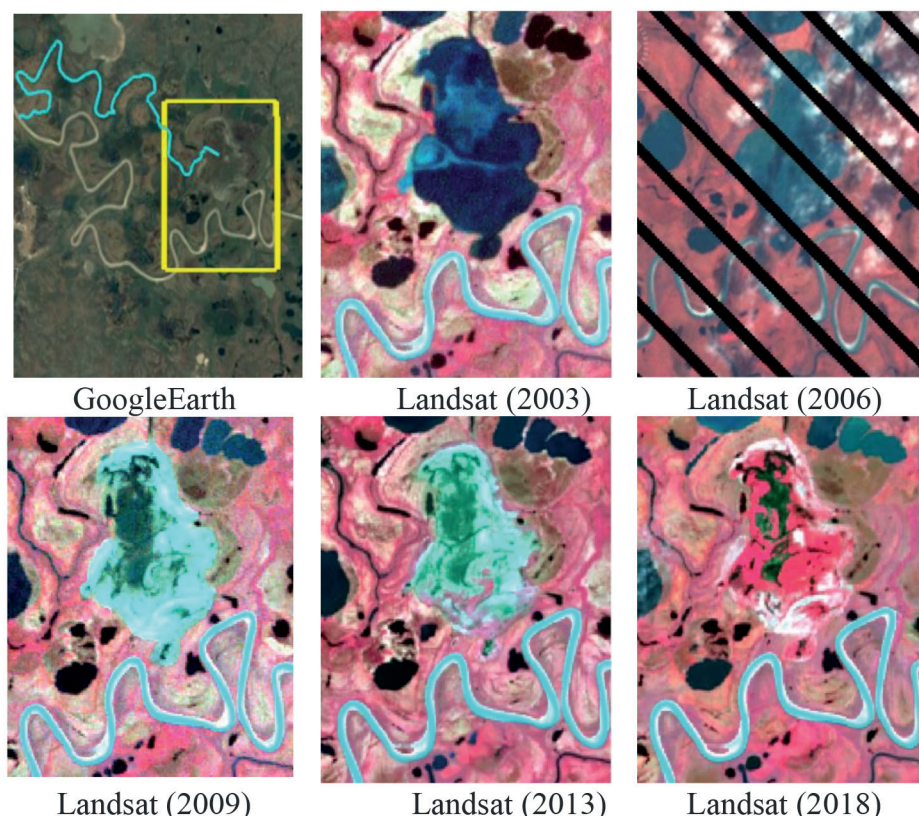 GoogleEarth
Landsat (2003)
Landsat (2006)
Landsat (2009)
Landsat (2013)
Landsat (2018)